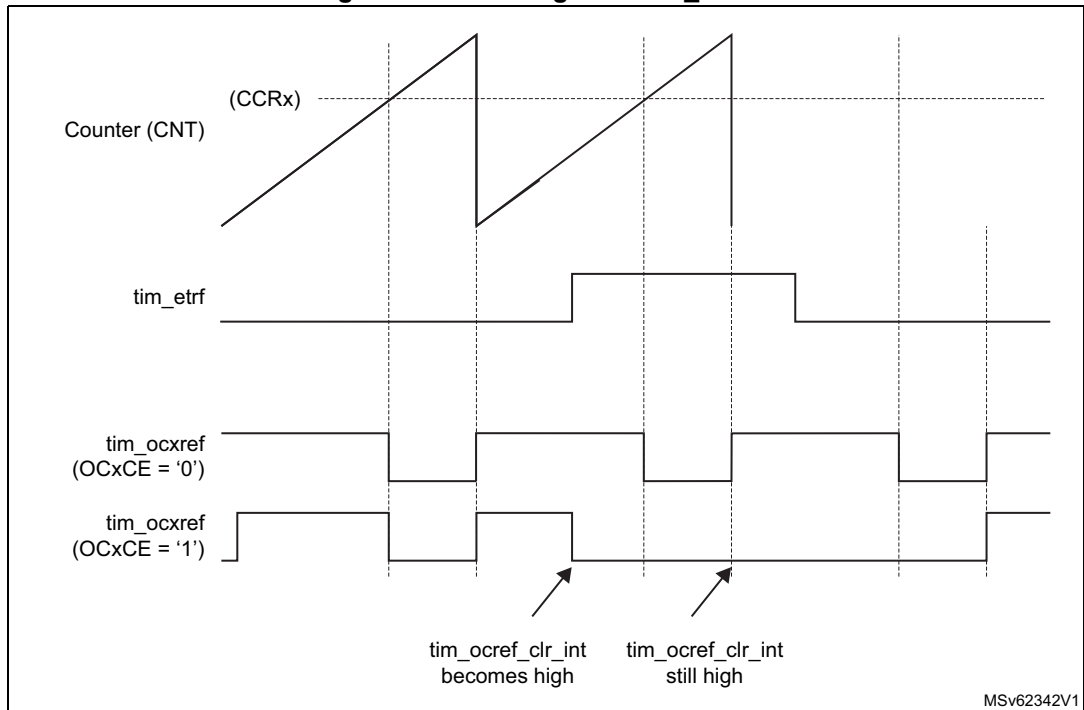 (CCRx)
Counter (CNT)
tim_etrf
tim_ocxref
(OCxCE = ‘0’)
tim_ocxref
(OCxCE = ‘1’)
tim_ocref_clr_int
becomes high
tim_ocref_clr_int
still high
MSv62342V1